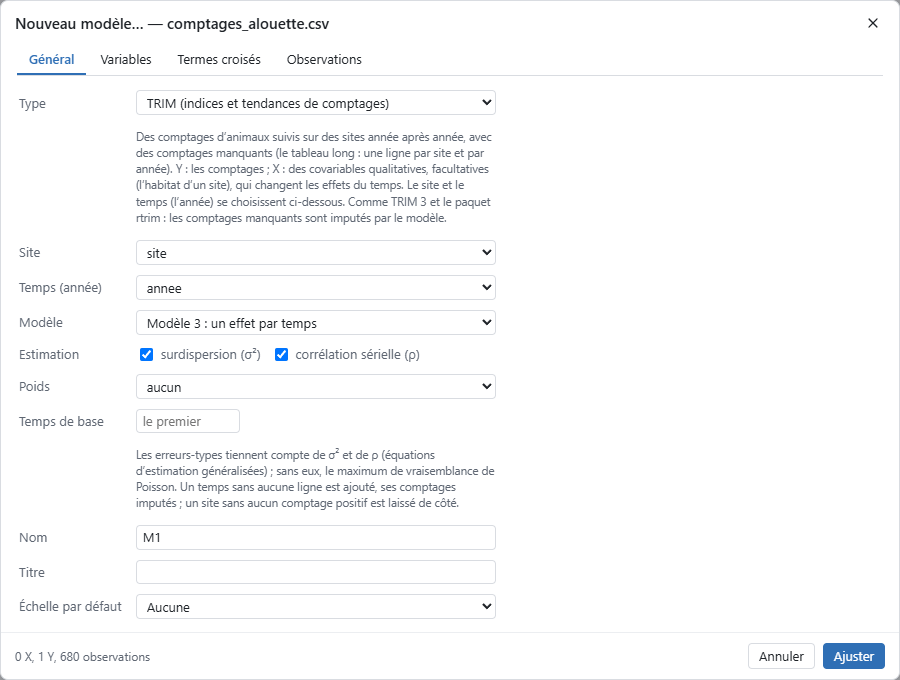 Nouveau modèle... — comptages_alouette.csv
Général
Variables
Termes croisés
Observations
Type
TRIM (indices et tendances de comptages)
Des comptages d'animaux suivis sur des sites année après année, avec
des comptages manquants (le tableau long : une ligne par site et par
année). Y : les comptages ; X : des covariables qualitatives, facultatives
(l'habitat d'un site), qui changent les effets du temps. Le site et le
temps (l'année) se choisissent ci-dessous. Comme TRIM 3 et le paquet
rtrim : les comptages manquants sont imputés par le modèle.
Site
site
Temps (année)
annee
Modèle
Modèle 3 : un effet par temps
Estimation
surdispersion (σ²)
corrélation sérielle (ρ)
Poids
aucun
Temps de base
le premier
Les erreurs-types tiennent compte de σ² et de ρ (équations
d'estimation généralisées) ; sans eux, le maximum de vraisemblance de
Poisson. Un temps sans aucune ligne est ajouté, ses comptages
imputés ; un site sans aucun comptage positif est laissé de côté.
Nom
M1
Titre
Échelle par défaut
Aucune
0 X, 1 Y, 680 observations
Annuler
Ajuster